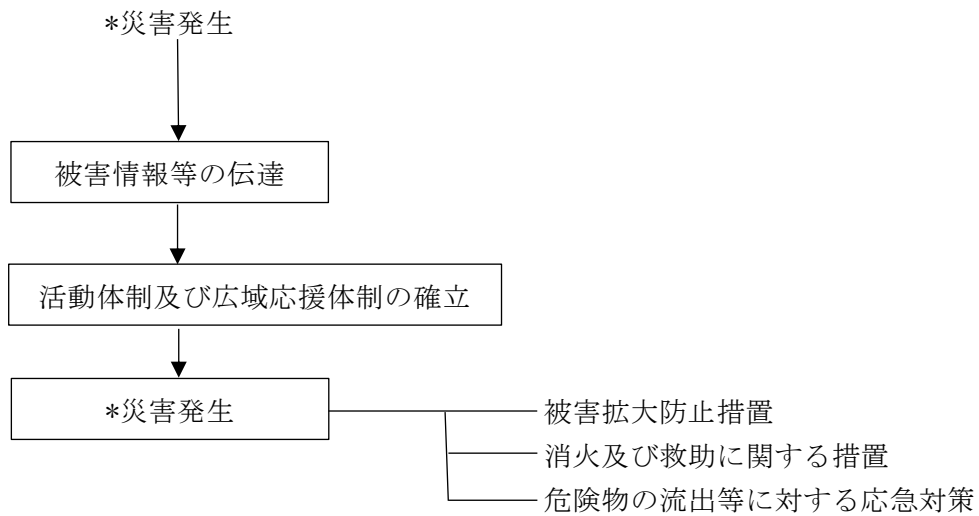 *災害発生
被害情報等の伝達
活動体制及び広域応援体制の確立
*災害発生
被害拡大防止措置
消火及び救助に関する措置
危険物の流出等に対する応急対策